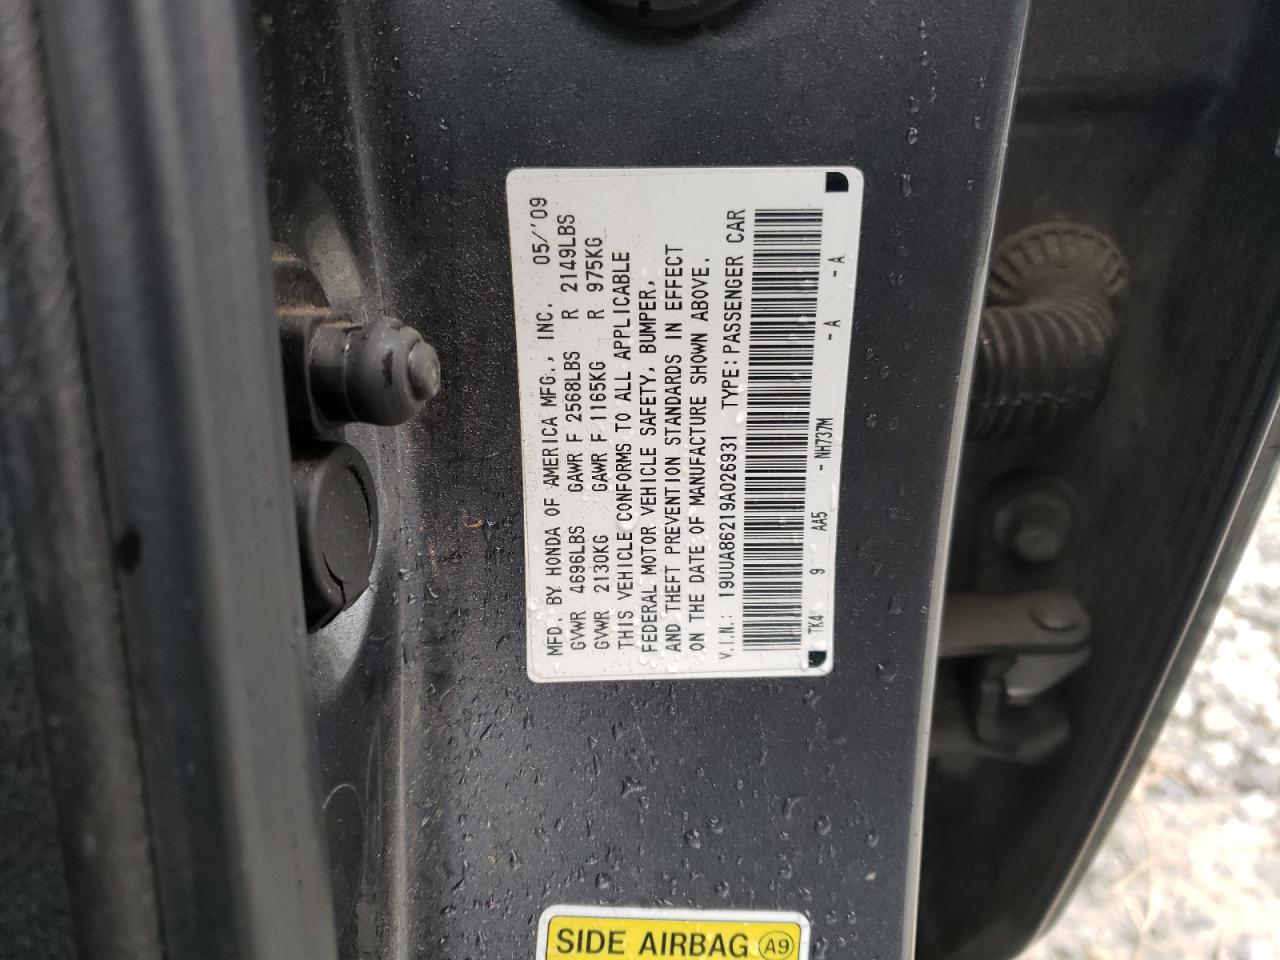 MFD. BY HONDA OF AMERICA MFG., INC. 05/'09
GVWR 4696LBS GAWR F 2568LBS R 2149LBS
GVWR 2130KG GAWR F 1165KG R 975KG
THIS VEHICLE CONFORMS TO ALL APPLICABLE
FEDERAL MOTOR VEHICLE SAFETY, BUMPER,
AND THEFT PREVENTION STANDARDS IN EFFECT
ON THE DATE OF MANUFACTURE SHOWN ABOVE.
V.I.N.: 19UUA86219A026931 TYPE: PASSENGER CAR
TK4 9 AA5 - NH737M - A - A
SIDE AIRBAG A9